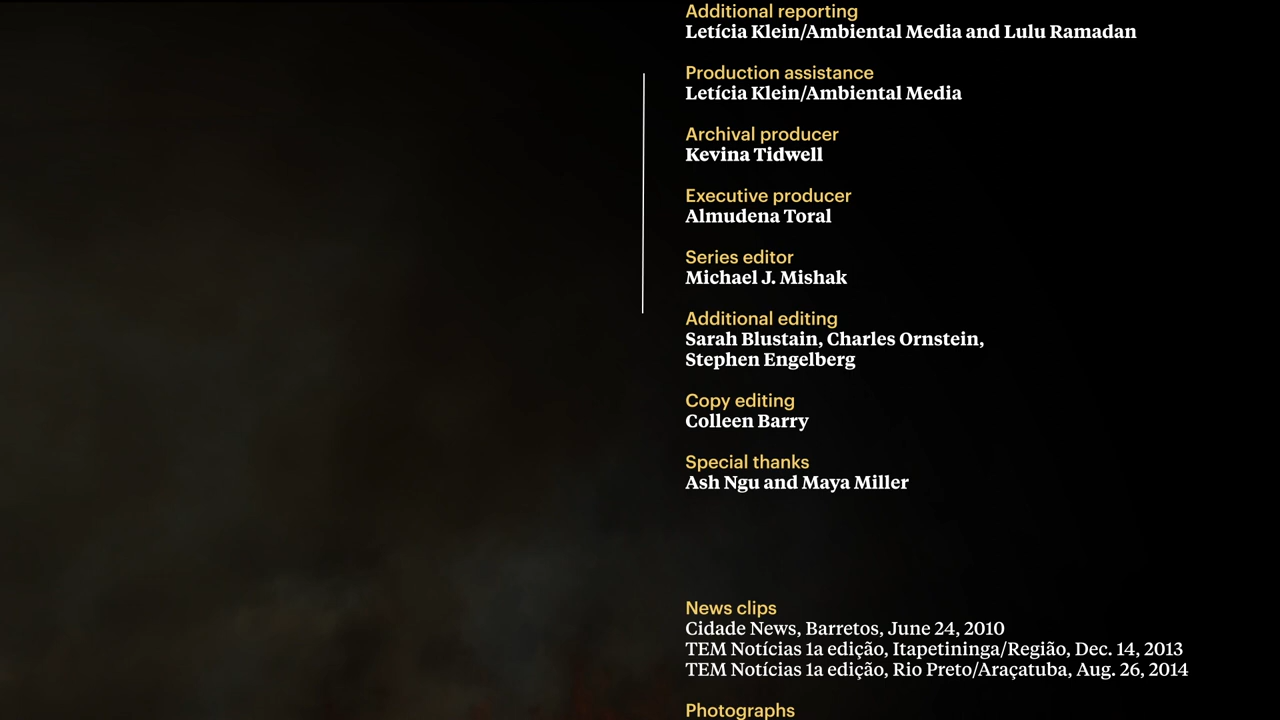 Additional reporting
Letícia Klein/Ambiental Media and Lulu Ramadan
Production assistance
Letícia Klein/Ambiental Media
Archival producer
Kevina Tidwell
Executive producer
Almudena Toral
Series editor
Michael J. Mishak
Additional editing
Sarah Blustain, Charles Ornstein,
Stephen Engelberg
Copy editing
Colleen Barry
Special thanks
Ash Ngu and Maya Miller
News clips
Cidade News, Barretos, June 24, 2010
TEM Notícias 1a edição, Itapetininga/Região, Dec. 14, 2013
TEM Notícias 1a edição, Rio Preto/Araçatuba, Aug. 26, 2014
Photographs